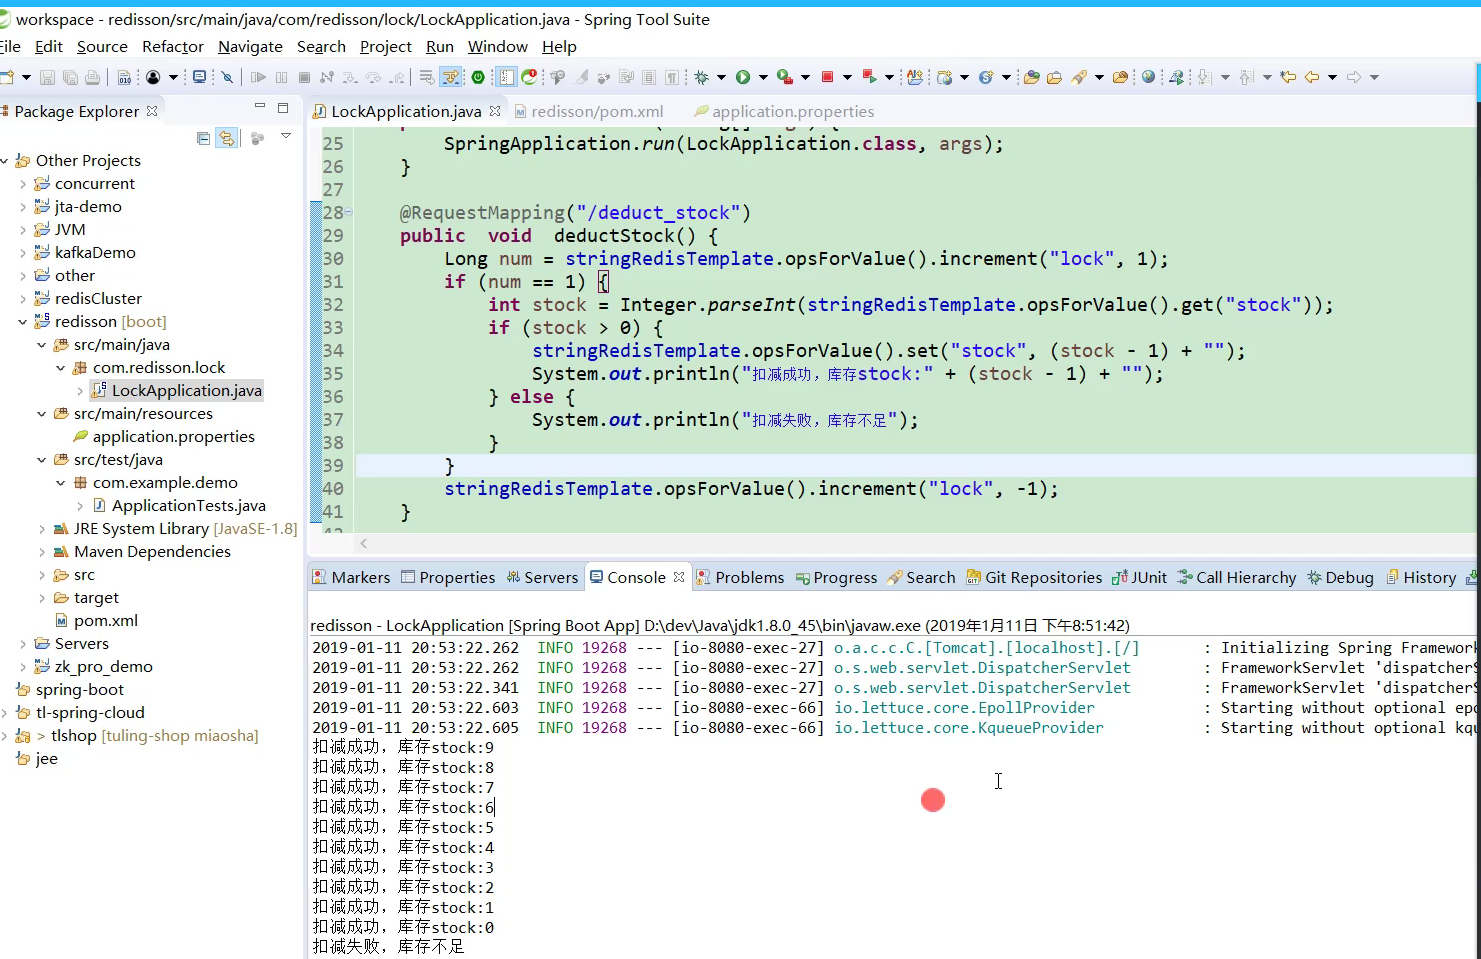 workspace - redisson/src/main/java/com/redisson/lock/LockApplication.java - Spring Tool Suite
File Edit Source Refactor Navigate Search Project Run Window Help
Package Explorer
LockApplication.java redisson/pom.xml application.properties
Other Projects
concurrent
jta-demo
JVM
kafkaDemo
other
redisCluster
redisson [boot]
src/main/java
com.redisson.lock
LockApplication.java
src/main/resources
application.properties
src/test/java
com.example.demo
ApplicationTests.java
JRE System Library [JavaSE-1.8]
Maven Dependencies
src
target
pom.xml
Servers
zk_pro_demo
spring-boot
tl-spring-cloud
> tlshop [tuling-shop miaosha]
jee
25 SpringApplication.run(LockApplication.class, args);
26 }
27
28 @RequestMapping("/deduct_stock")
29 public void deductStock() {
30 Long num = stringRedisTemplate.opsForValue().increment("lock", 1);
31 if (num == 1) {
32 int stock = Integer.parseInt(stringRedisTemplate.opsForValue().get("stock"));
33 if (stock > 0) {
34 stringRedisTemplate.opsForValue().set("stock", (stock - 1) + "");
35 System.out.println("扣减成功，库存stock:" + (stock - 1) + "");
36 } else {
37 System.out.println("扣减失败，库存不足");
38 }
39 }
40 stringRedisTemplate.opsForValue().increment("lock", -1);
41 }
Markers Properties Servers Console Problems Progress Search Git Repositories JUnit Call Hierarchy Debug History
redisson - LockApplication [Spring Boot App] D:\dev\Java\jdk1.8.0_45\bin\javaw.exe (2019年1月11日 下午8:51:42)
2019-01-11 20:53:22.262 INFO 19268 --- [io-8080-exec-27] o.a.c.c.C.[Tomcat].[localhost].[/] : Initializing Spring Framework
2019-01-11 20:53:22.262 INFO 19268 --- [io-8080-exec-27] o.s.web.servlet.DispatcherServlet : FrameworkServlet 'dispatcherS
2019-01-11 20:53:22.341 INFO 19268 --- [io-8080-exec-27] o.s.web.servlet.DispatcherServlet : FrameworkServlet 'dispatcherS
2019-01-11 20:53:22.603 INFO 19268 --- [io-8080-exec-66] io.lettuce.core.EpollProvider : Starting without optional epo
2019-01-11 20:53:22.605 INFO 19268 --- [io-8080-exec-66] io.lettuce.core.KqueueProvider : Starting without optional kqu
扣减成功，库存stock:9
扣减成功，库存stock:8
扣减成功，库存stock:7
扣减成功，库存stock:6
扣减成功，库存stock:5
扣减成功，库存stock:4
扣减成功，库存stock:3
扣减成功，库存stock:2
扣减成功，库存stock:1
扣减成功，库存stock:0
扣减失败，库存不足